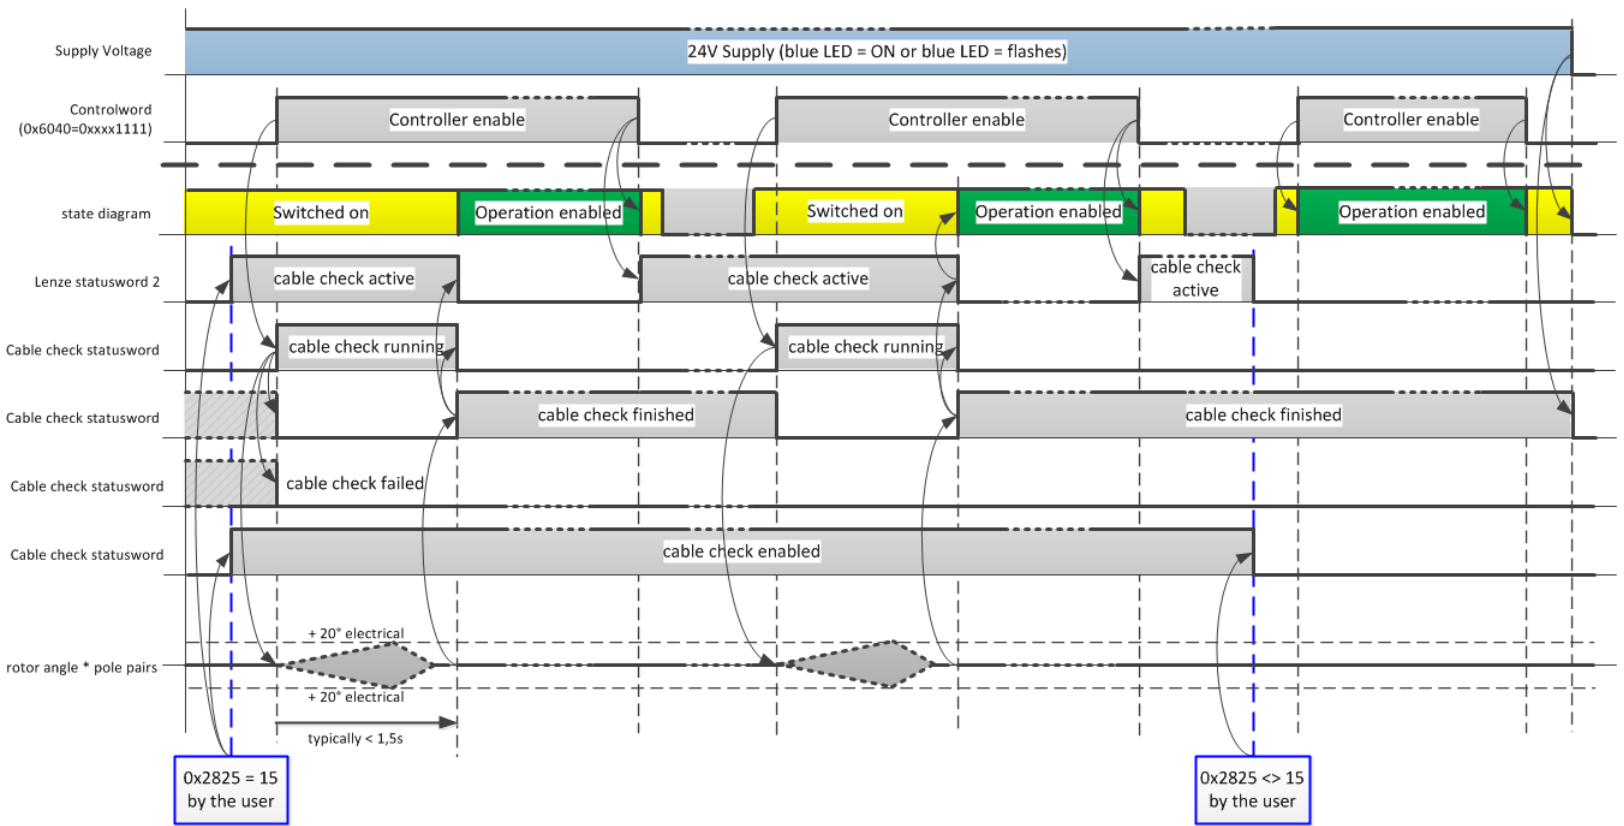 Supply Voltage
24V Supply (blue LED = ON or blue LED = flashes)
Controlword
(0x6040=0xxxx1111)
Controller enable
Controller enable
Controller enable
state diagram
Switched on
Operation enabled
Switched on
Operation enabled
Operation enabled
Lenze statusword 2
cable check active
cable check active
cable check
active
Cable check statusword
cable check running
cable check running
Cable check statusword
cable check finished
cable check finished
Cable check statusword
cable check failed
Cable check statusword
cable check enabled
+ 20° electrical
rotor angle * pole pairs
+ 20° electrical
typically < 1,5s
0x2825 = 15
by the user
0x2825 <> 15
by the user